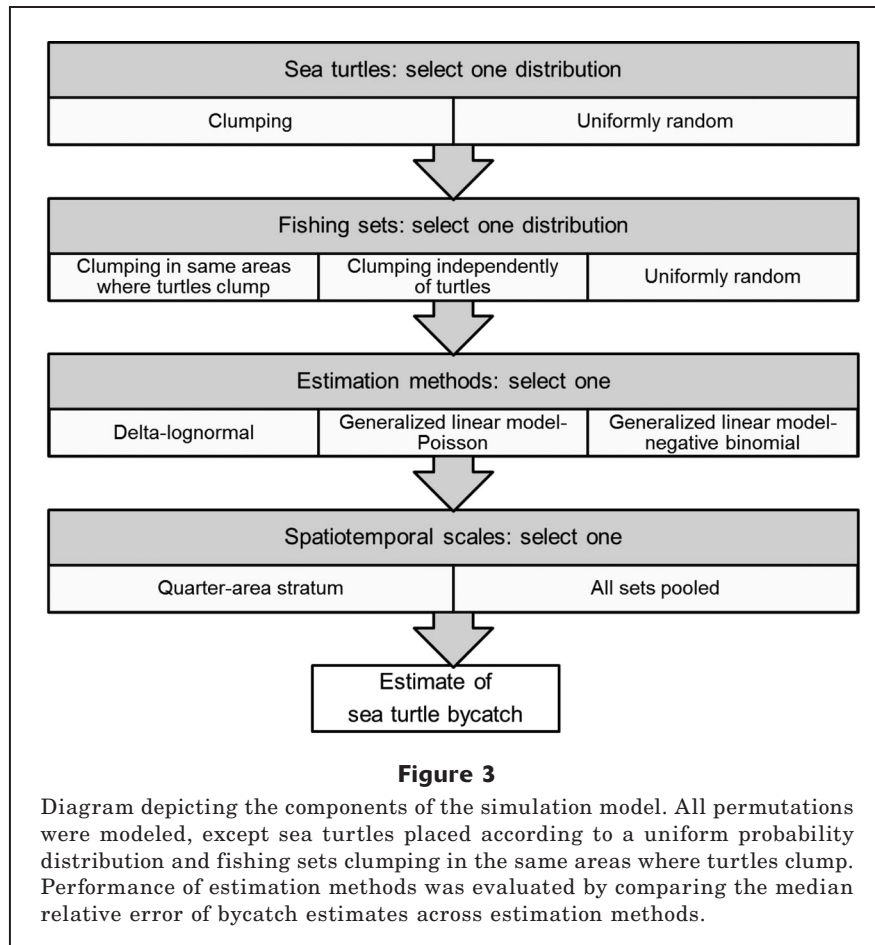 Sea turtles: select one distribution
Clumping
Uniformly random
Fishing sets: select one distribution
Clumping in same areas
where turtles clump
Clumping independently
of turtles
Uniformly random
Estimation methods: select one
Delta-lognormal
Generalized linear model-
Poisson
Generalized linear model-
negative binomial
Spatiotemporal scales: select one
Quarter-area stratum
All sets pooled
Estimate of
sea turtle bycatch
Figure 3
Diagram depicting the components of the simulation model. All permutations
were modeled, except sea turtles placed according to a uniform probability
distribution and fishing sets clumping in the same areas where turtles clump.
Performance of estimation methods was evaluated by comparing the median
relative error of bycatch estimates across estimation methods.